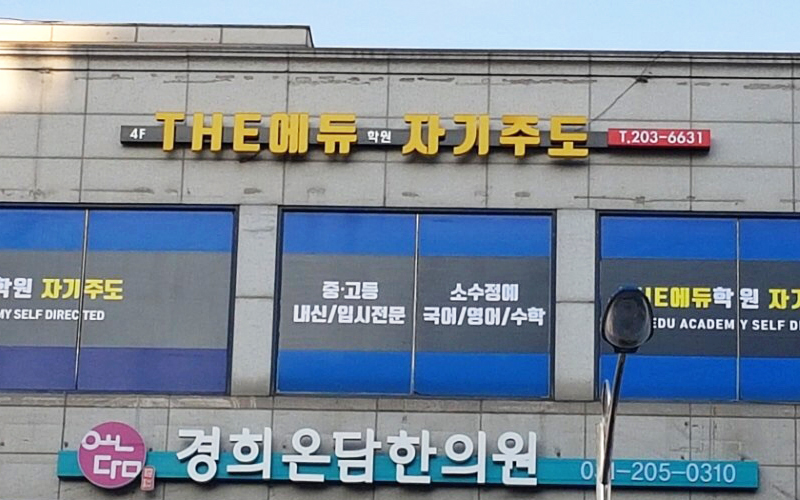 4F THE에듀 학원 자기주도 T.203-6631
학원 자기주도
MY SELF DIRECTED
중·고등
내신/입시전문
소수정예
국어/영어/수학
THE에듀학원 자기
EDU ACADEMY SELF D
온담
경희온담한의원 031-205-0310